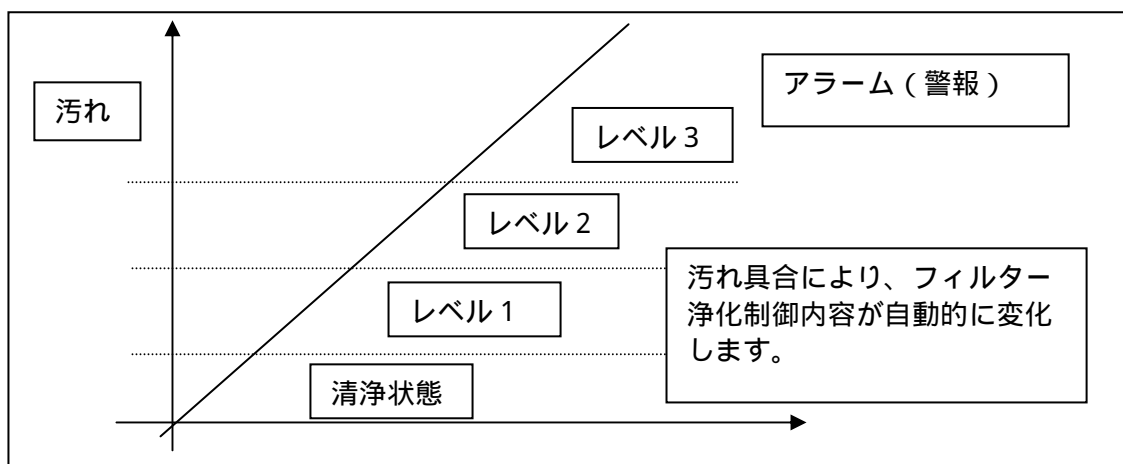 汚れ
アラーム（警報）
レベル３
レベル２
レベル１
清浄状態
汚れ具合により、フィルター
浄化制御内容が自動的に変化
します。